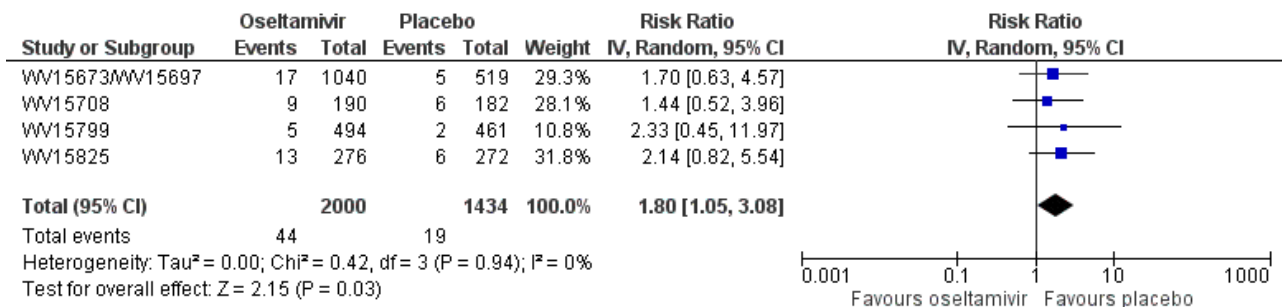 Oseltamivir Placebo Risk Ratio Risk Ratio
Study or Subgroup Events Total Events Total Weight IV, Random, 95% CI IV, Random, 95% CI
WV15673/WV15697 17 1040 5 519 29.3% 1.70 [0.63, 4.57]
WV15708 9 190 6 182 28.1% 1.44 [0.52, 3.96]
WV15799 5 494 2 461 10.8% 2.33 [0.45, 11.97]
WV15825 13 276 6 272 31.8% 2.14 [0.82, 5.54]
Total (95% CI) 2000 1434 100.0% 1.80 [1.05, 3.08]
Total events 44 19
Heterogeneity: Tau² = 0.00; Chi² = 0.42, df = 3 (P = 0.94); I² = 0%
Test for overall effect: Z = 2.15 (P = 0.03)
0.001 0.1 1 10 1000
Favours oseltamivir Favours placebo